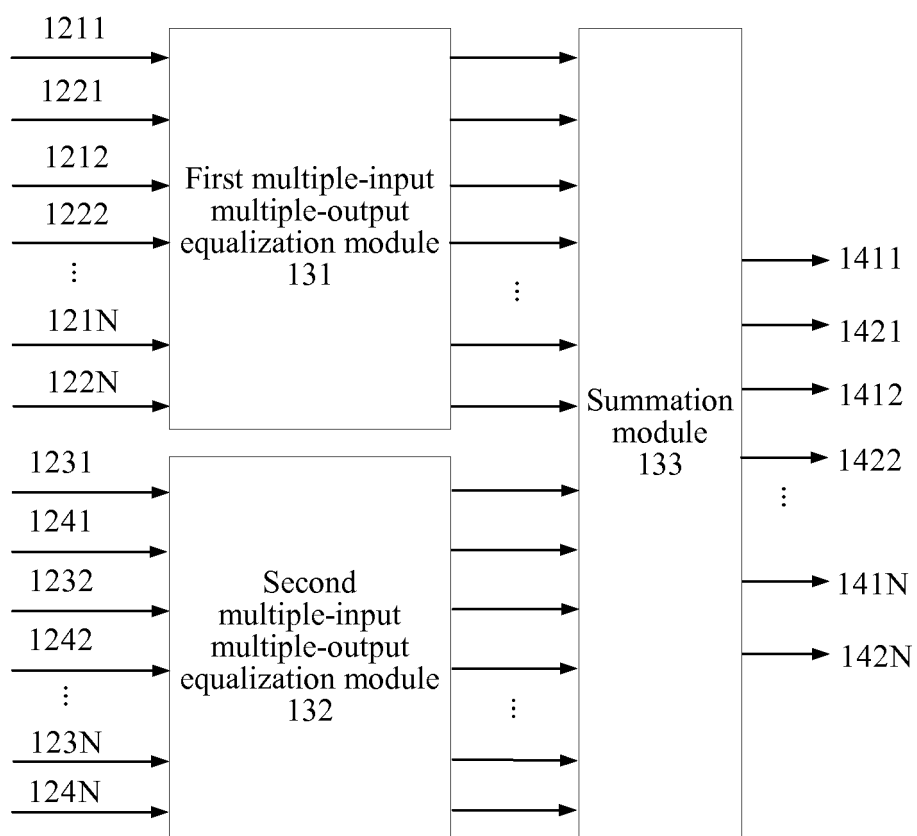 1211
1221
1212
1222
⋮
121N
122N
First multiple-input
multiple-output
equalization module
131
⋮
1231
1241
1232
1242
⋮
123N
124N
Second
multiple-input
multiple-output
equalization module
132
⋮
Summation
module
133
1411
1421
1412
1422
⋮
141N
142N